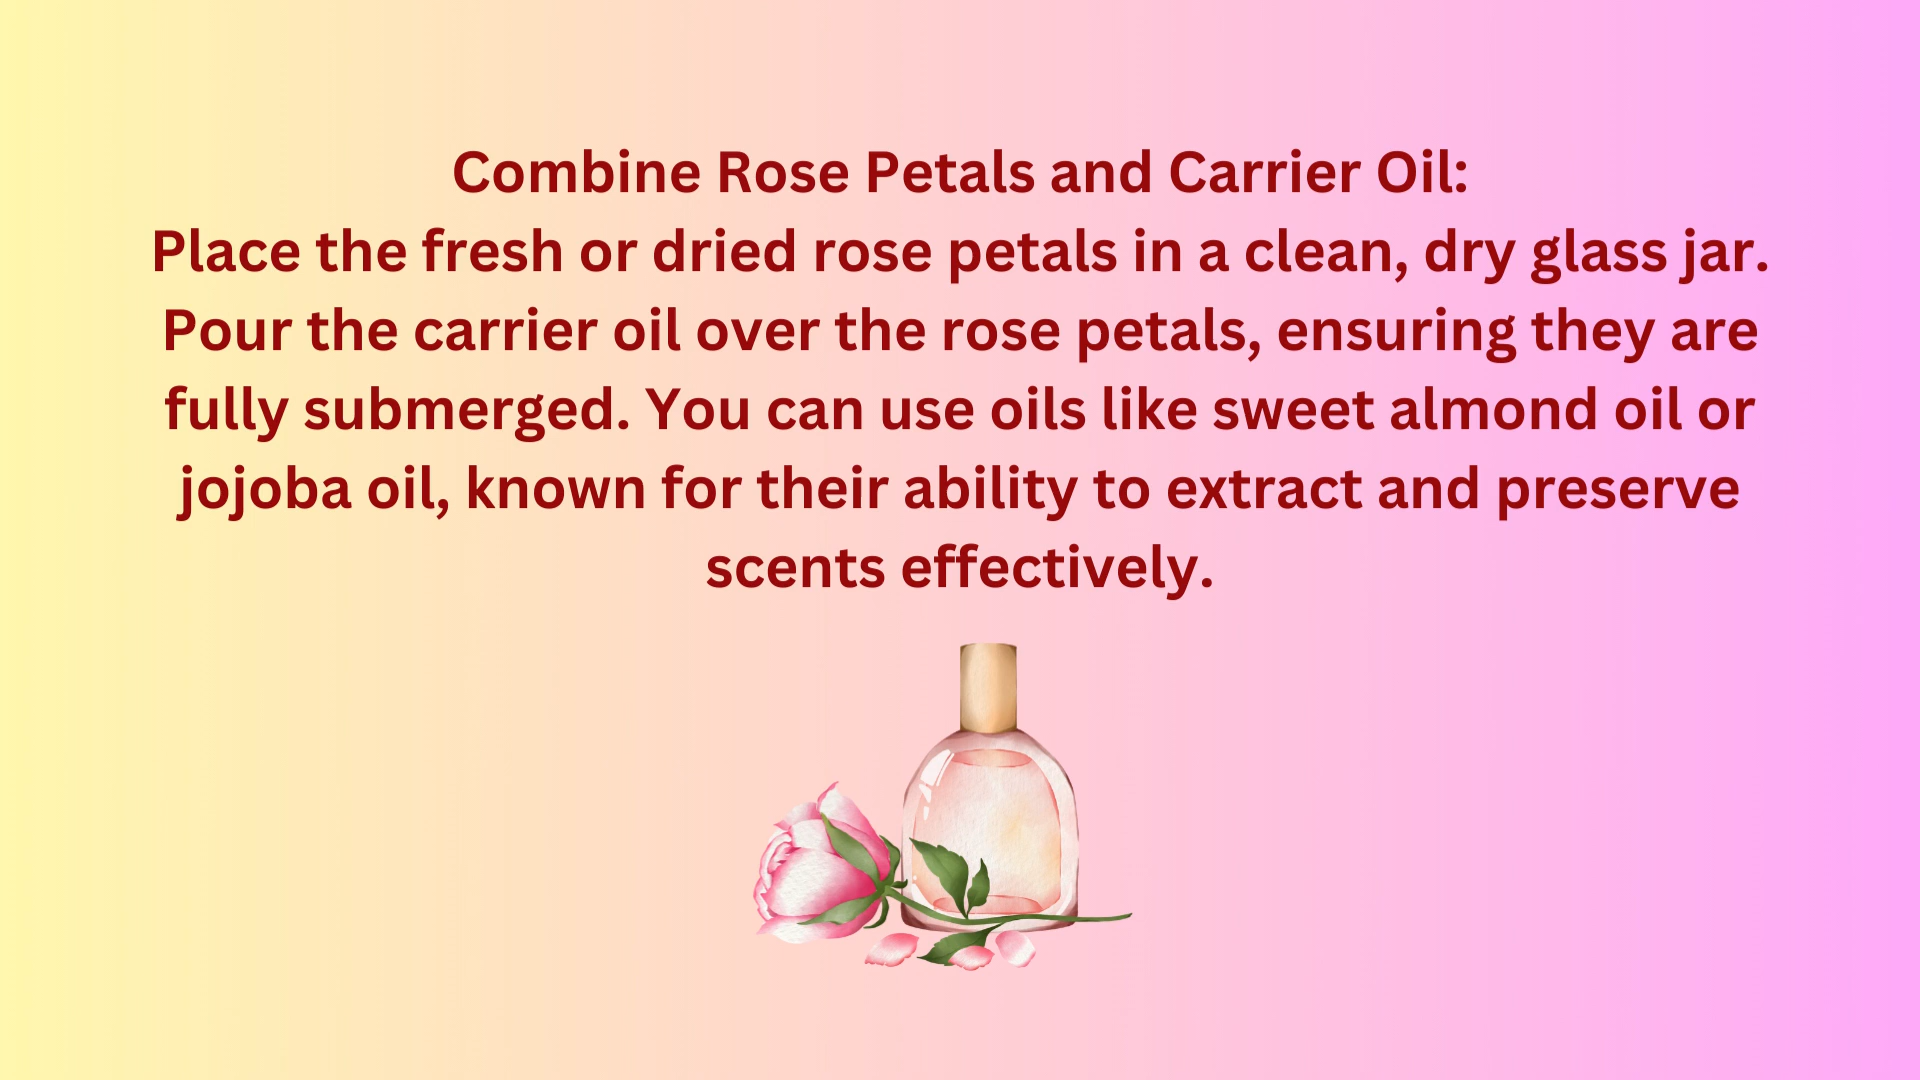 Combine Rose Petals and Carrier Oil:
Place the fresh or dried rose petals in a clean, dry glass jar.
Pour the carrier oil over the rose petals, ensuring they are
fully submerged. You can use oils like sweet almond oil or
jojoba oil, known for their ability to extract and preserve
scents effectively.